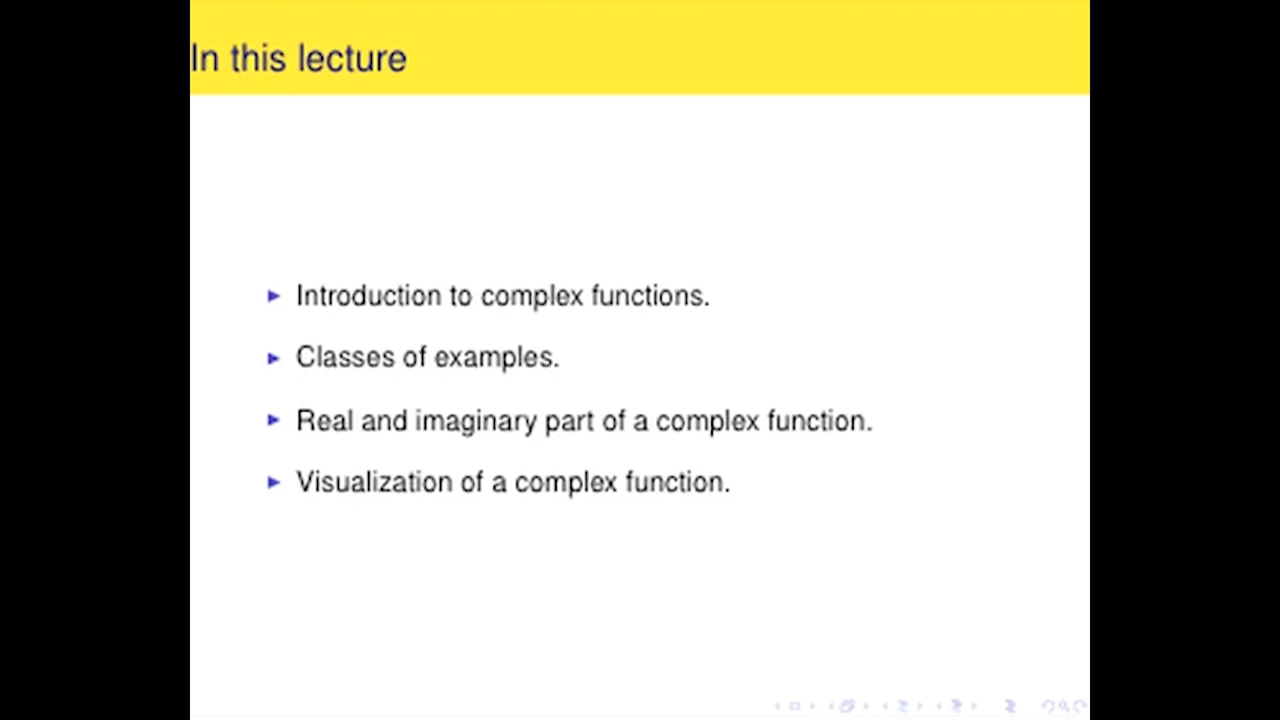 In this lecture
Introduction to complex functions.
Classes of examples.
Real and imaginary part of a complex function.
Visualization of a complex function.